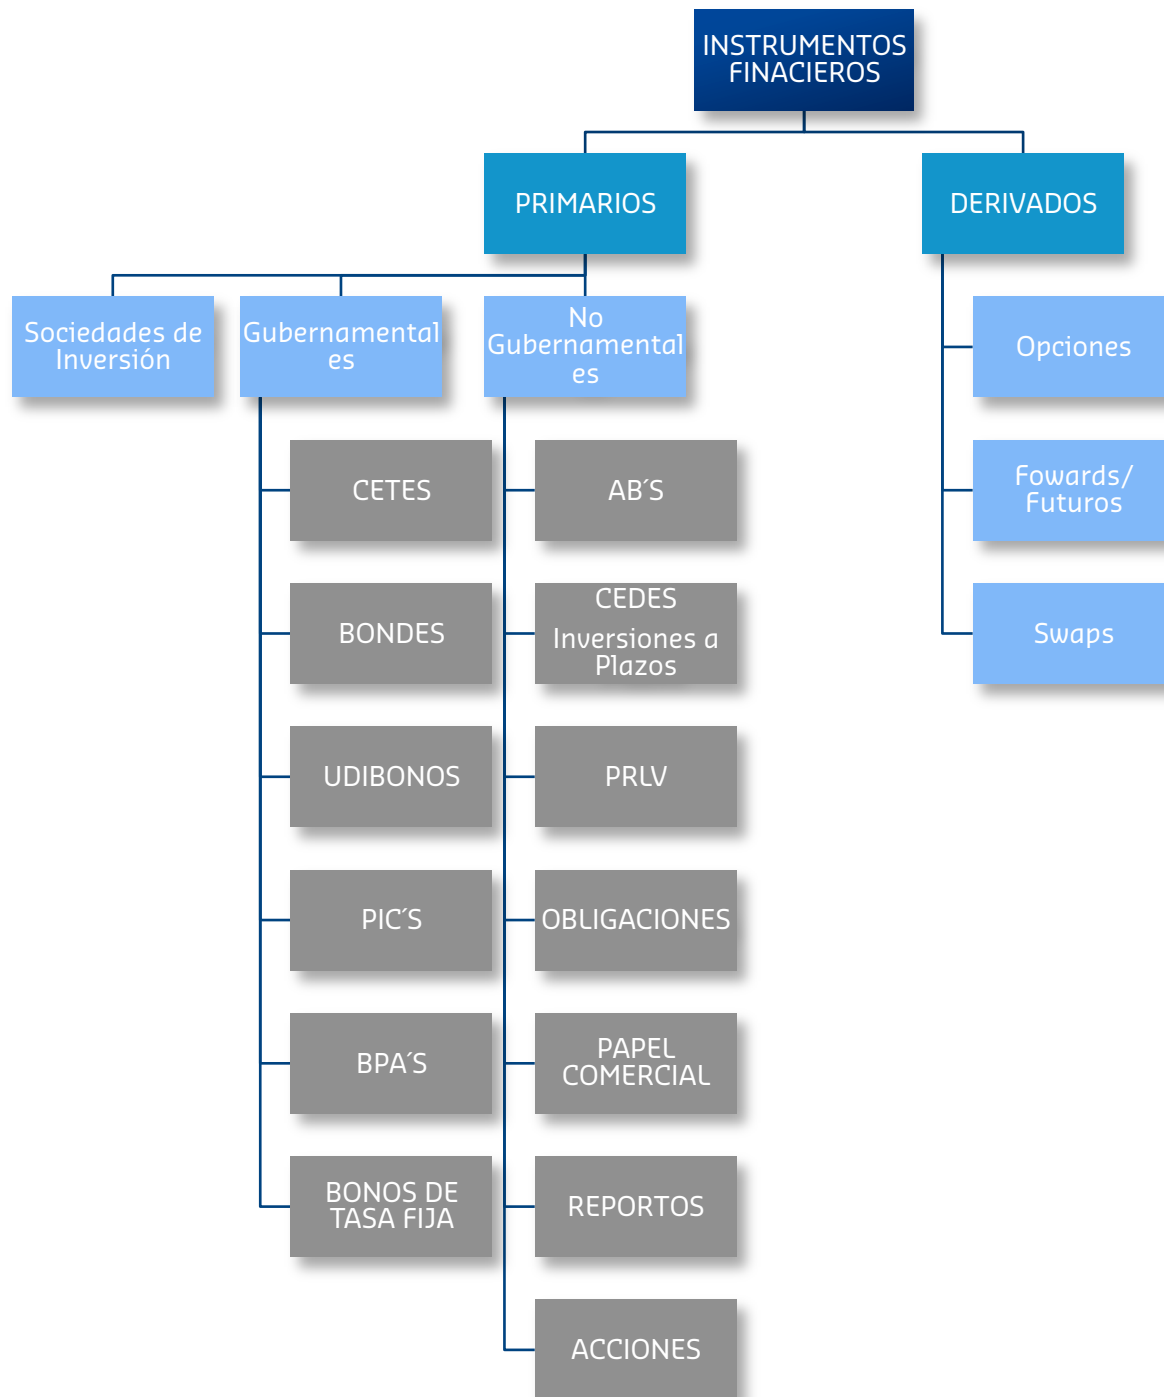 INSTRUMENTOS
FINACIEROS
PRIMARIOS
DERIVADOS
Sociedades de
Inversión
Gubernamental
es
No
Gubernamental
es
Opciones
CETES
AB´S
Fowards/
Futuros
BONDES
CEDES
Inversiones a
Plazos
Swaps
UDIBONOS
PRLV
PIC´S
OBLIGACIONES
BPA´S
PAPEL
COMERCIAL
BONOS DE
TASA FIJA
REPORTOS
ACCIONES